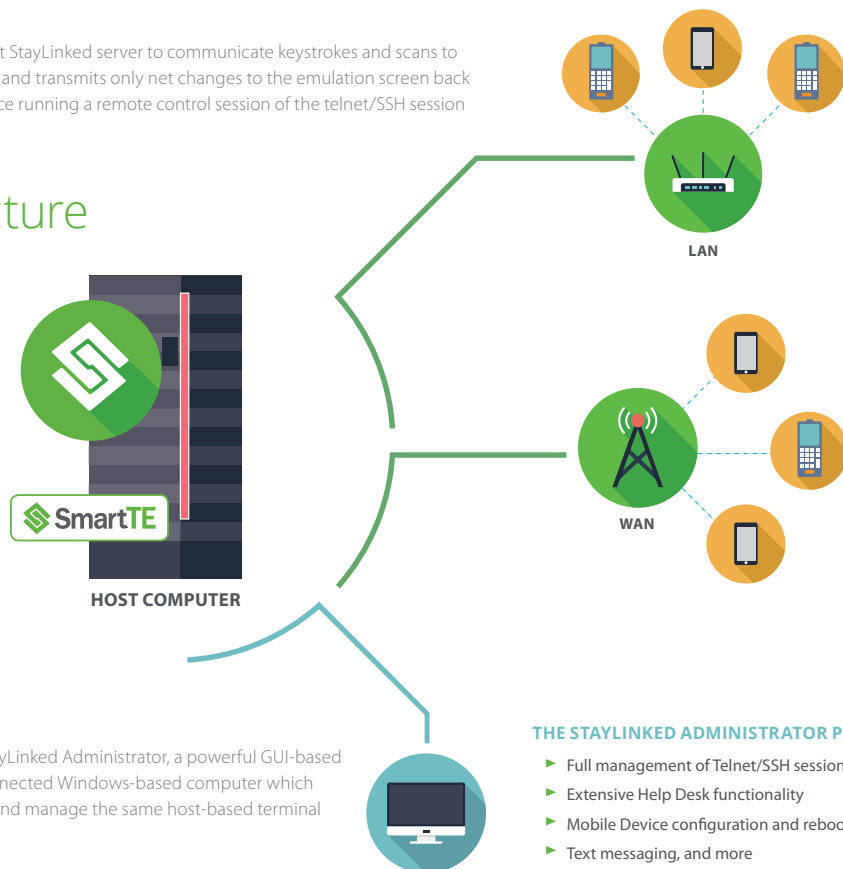 t StayLinked server to communicate keystrokes and scans to
and transmits only net changes to the emulation screen back
ce running a remote control session of the telnet/SSH session
cture
LAN
WAN
SmartTE
HOST COMPUTER
yLinked Administrator, a powerful GUI-based
nected Windows-based computer which
nd manage the same host-based terminal
THE STAYLINKED ADMINISTRATOR P
► Full management of Telnet/SSH session
► Extensive Help Desk functionality
► Mobile Device configuration and reboo
► Text messaging, and more